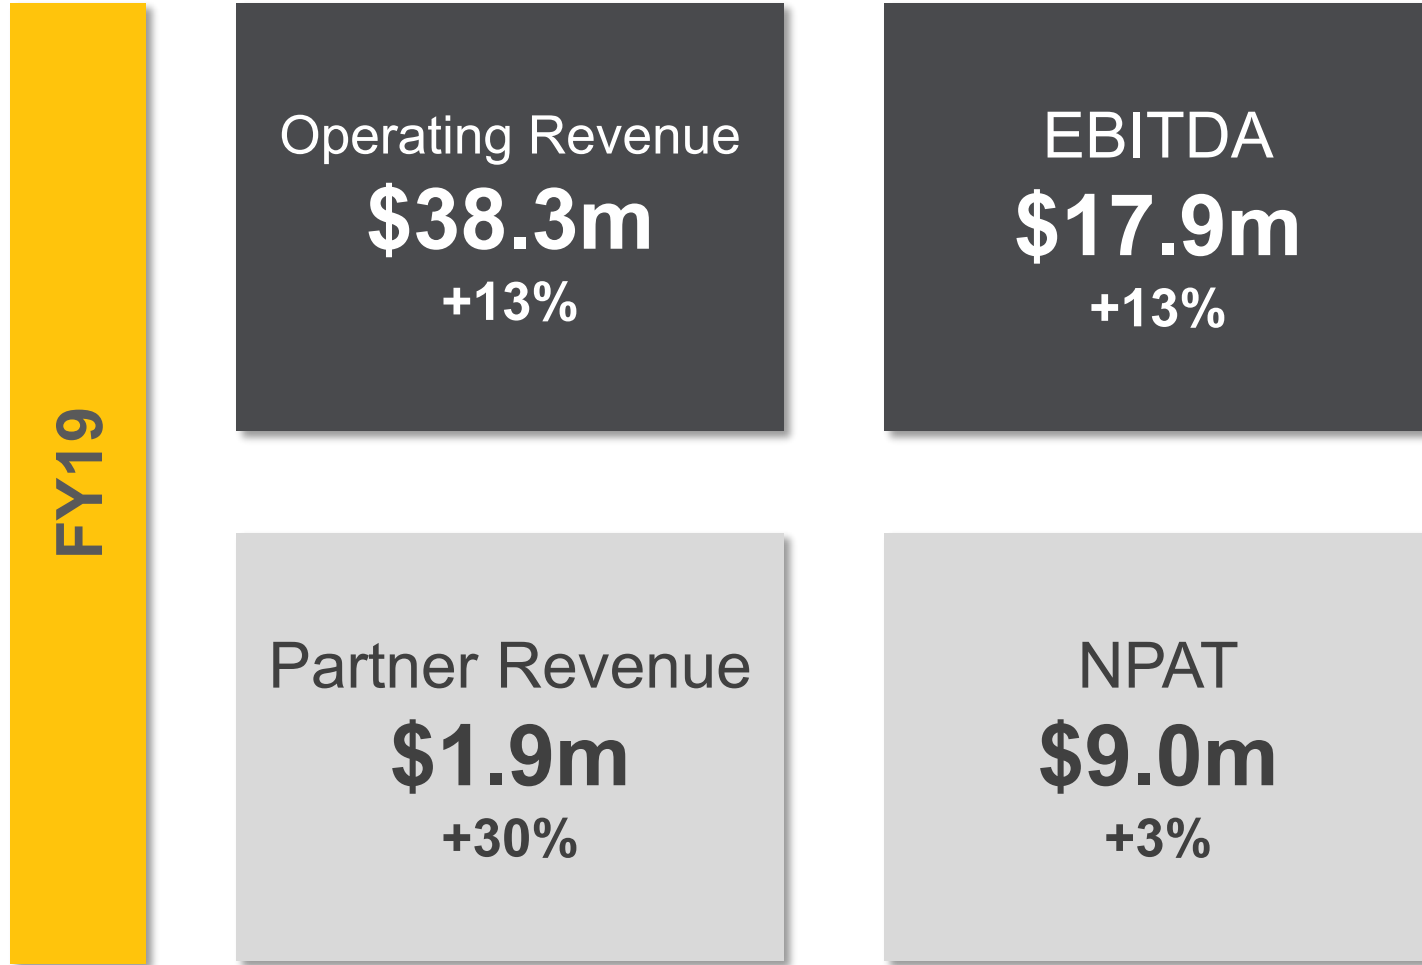 FY19
Operating Revenue
$38.3m
+13%
EBITDA
$17.9m
+13%
Partner Revenue
$1.9m
+30%
NPAT
$9.0m
+3%